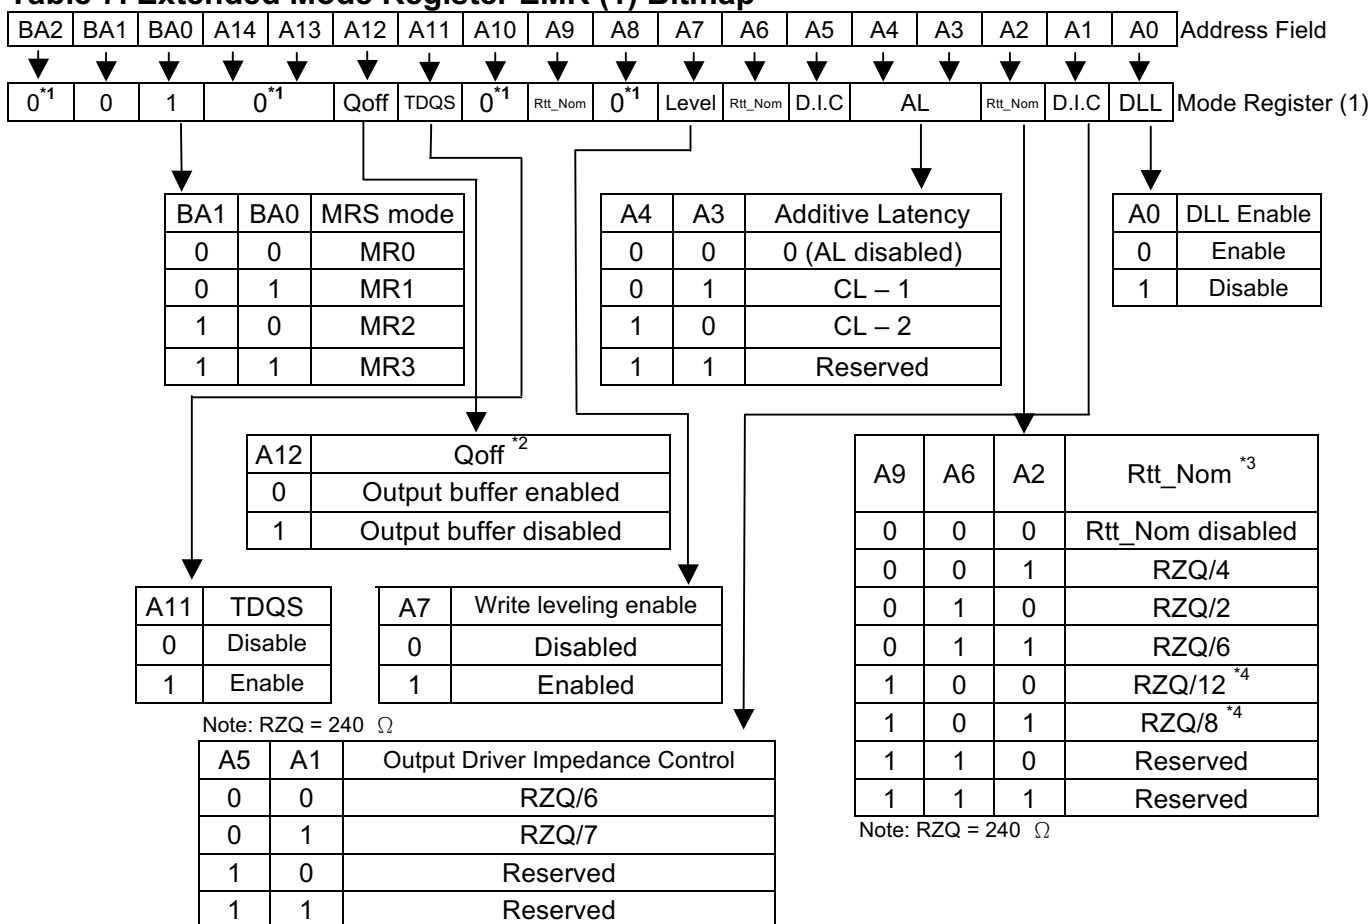 Table 7. Extended Mode Register EMR (1) Bitmap
BA2 BA1 BA0 A14 A13 A12 A11 A10 A9 A8 A7 A6 A5 A4 A3 A2 A1 A0 Address Field
0*1 0 1 0*1 Qoff TDQS 0*1 Rtt_Nom 0*1 Level Rtt_Nom D.I.C AL Rtt_Nom D.I.C DLL Mode Register (1)
BA1 BA0 MRS mode
0 0 MR0
0 1 MR1
1 0 MR2
1 1 MR3
A4 A3 Additive Latency
0 0 0 (AL disabled)
0 1 CL – 1
1 0 CL – 2
1 1 Reserved
A0 DLL Enable
0 Enable
1 Disable
A12 Qoff *2
0 Output buffer enabled
1 Output buffer disabled
A9 A6 A2 Rtt_Nom *3
0 0 0 Rtt_Nom disabled
0 0 1 RZQ/4
0 1 0 RZQ/2
0 1 1 RZQ/6
1 0 0 RZQ/12 *4
1 0 1 RZQ/8 *4
1 1 0 Reserved
1 1 1 Reserved
Note: RZQ = 240 Ω
A11 TDQS
0 Disable
1 Enable
A7 Write leveling enable
0 Disabled
1 Enabled
Note: RZQ = 240 Ω
A5 A1 Output Driver Impedance Control
0 0 RZQ/6
0 1 RZQ/7
1 0 Reserved
1 1 Reserved